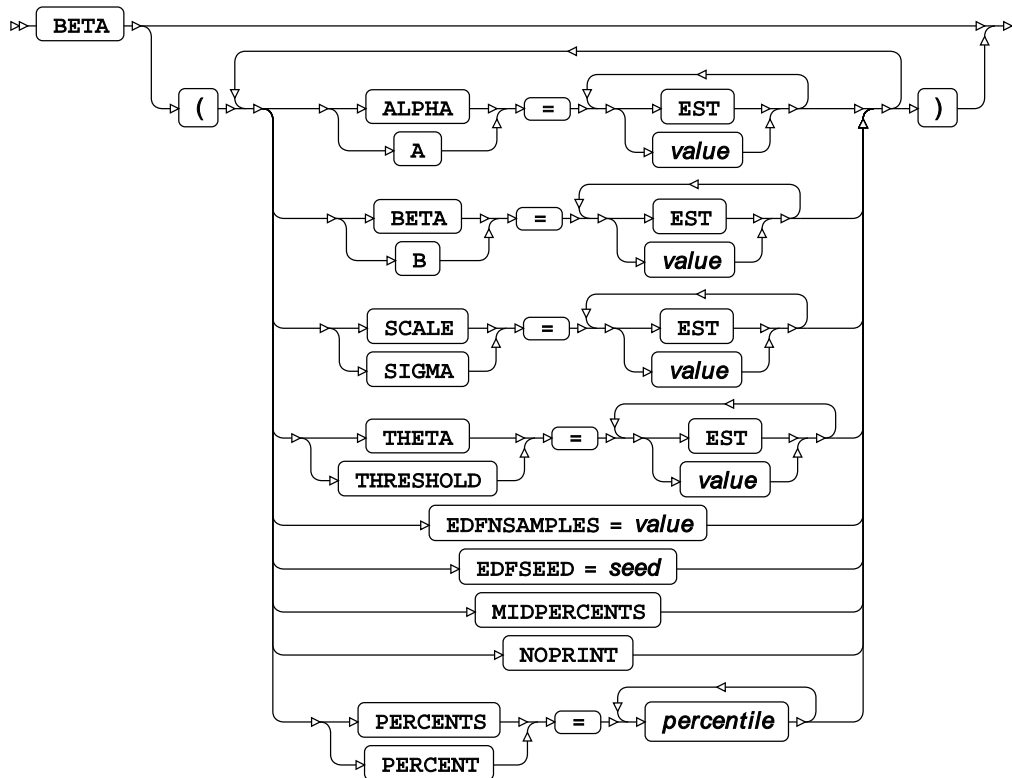 BETA
(
ALPHA = EST
)
A value
BETA = EST
B value
SCALE = EST
SIGMA value
THETA = EST
THRESHOLD value
EDFNSAMPLES = value
EDFSEED = seed
MIDPERCENTS
NOPRINT
PERCENTS = percentile
PERCENT